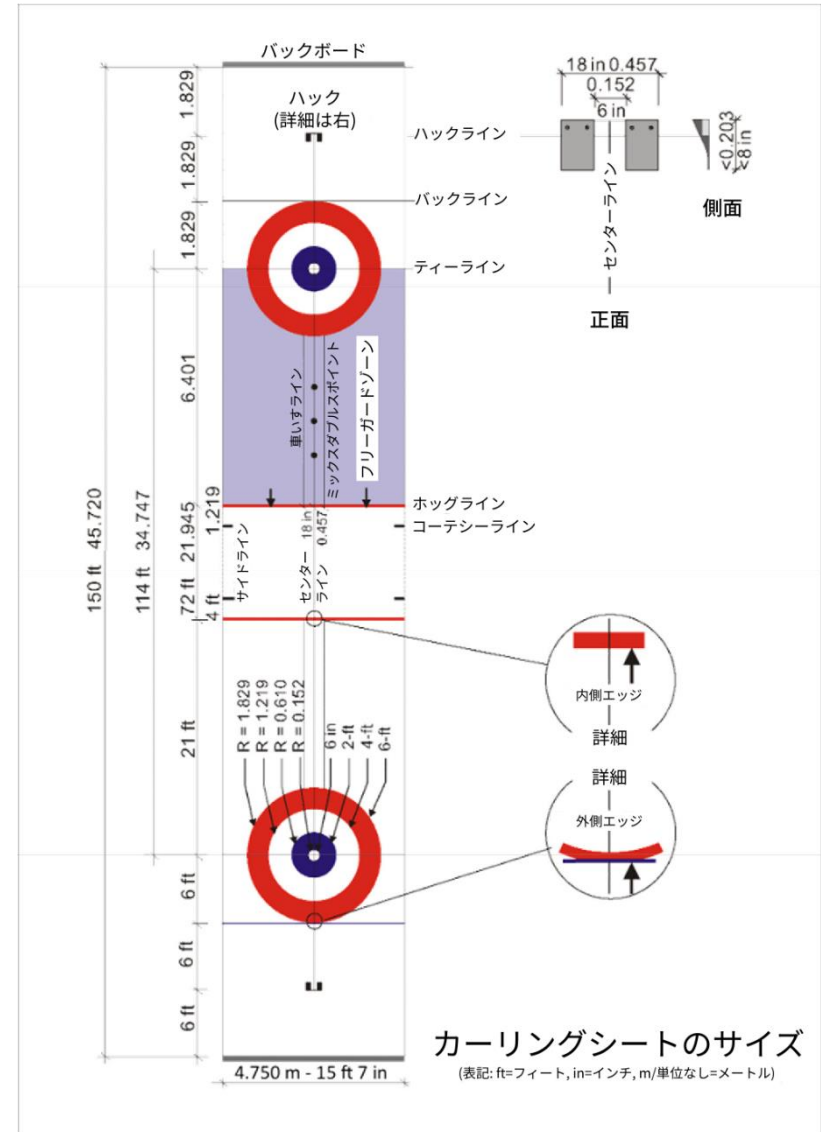 バックボード
ハック
(詳細は右)
ハックライン
バックライン
ティーライン
1.829
1.829
1.829
6.401
車いすライン
ミックスダブルスポイント
フリーガードゾーン
ホッグライン
コーテシーライン
150 ft 45.720
114 ft 34.747
72 ft 21.945
4 ft 1.219
サイドライン
センター 18 in
ライン 0.457
21 ft
R = 1.829
R = 1.219
R = 0.610
R = 0.152
6 in
2-ft
4-ft
6-ft
6 ft
6 ft
6 ft
4.750 m - 15 ft 7 in
18 in 0.457
0.152
6 in
<0.203
<8 in
センターライン
側面
正面
内側エッジ
詳細
詳細
外側エッジ
カーリングシートのサイズ
(表記: ft=フィート, in=インチ, m/単位なし=メートル)